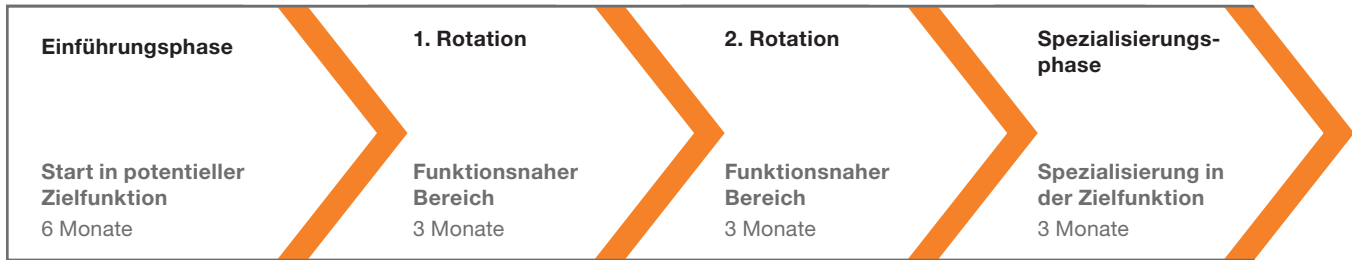 Einführungsphase
Start in potentieller
Zielfunktion
6 Monate
1. Rotation
Funktionsnaher
Bereich
3 Monate
2. Rotation
Funktionsnaher
Bereich
3 Monate
Spezialisierungs-
phase
Spezialisierung in
der Zielfunktion
3 Monate